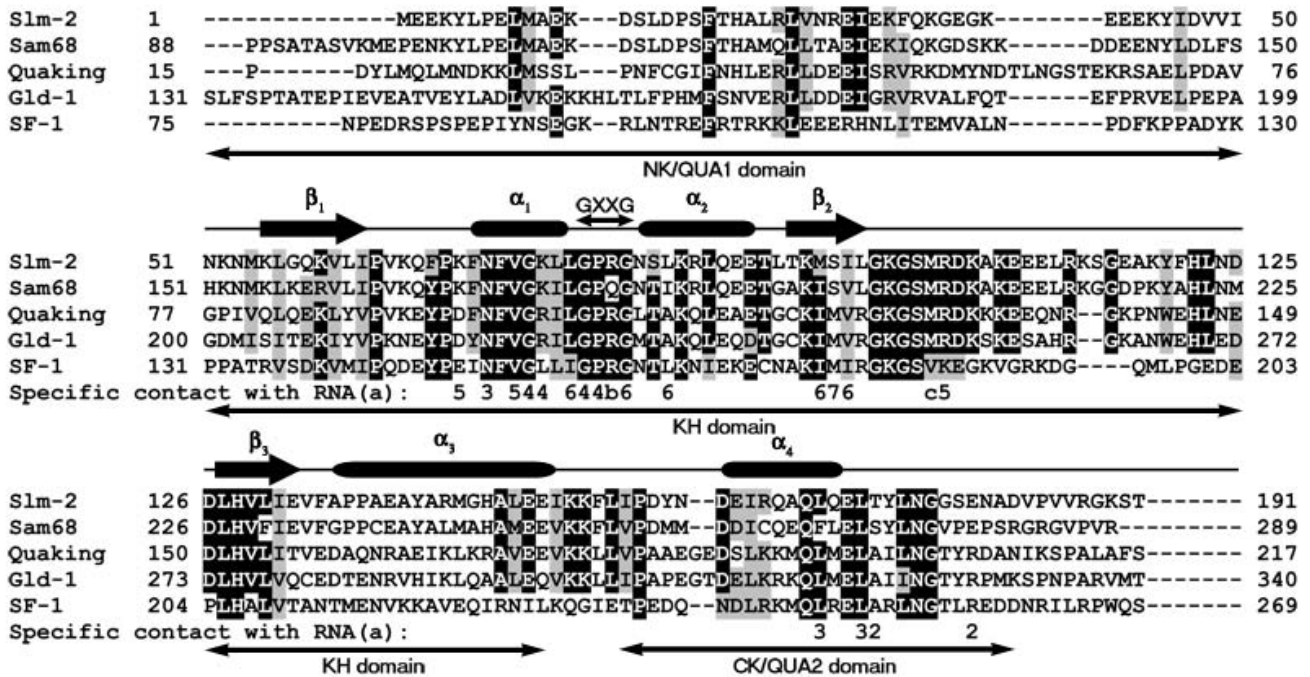 Slm-2 1 --------------MEEKYLPELMAEK---DSLDPSFTHALRLVNREIEKFQKGEGK-------EEEKYIDVVI 50
Sam68 88 ---PPSATASVKMEPENKYLPELMAEK---DSLDPSFTHAMQLLTAEIEKIQKGDSKK------DDEENYLDLFS 150
Quaking 15 ---P-------DYLMQLMNDKKLMSSL---PNFCGIFNHLERLLDEEISRVRKDMYNDTLNGSTEKRSAELPDAV 76
Gld-1 131 SLFSPTATEPIEVEATVEYLADLVKEKKHLTLFPHMFSNVERLLDDEIGRVRVALFQT-------EFPRVELPEPA 199
SF-1 75 ----------NPEDRSPSPEPIYNSEGK--RLNTREFRTRKKLEEERHNLITEMVALN-------PDFKPPADYK 130
NK/QUA1 domain
β1 α1 GXXG α2 β2
Slm-2 51 NKNMKLGQKVLIPVKQFPKFNFVGKLLGPRGNSLKRLQEETLTKMSILGKGSMRDKAKEEELRKSGEAKYFHLND 125
Sam68 151 HKNMKLKERVLIPVKQYPKFNFVGKILGPQGNTIKRLQEETGAKISVLGKGSMRDKAKEEELRKGGDPKYAHLNM 225
Quaking 77 GPIVQLQEKLYVPVKEYPDFNFVGRILGPRGLTAKQLEAETGCKIMVRGKGSMRDKKKEEQNR--GKPNWEHLNE 149
Gld-1 200 GDMISITEKIYVPKNEYPDYNFVGRILGPRGMTAKQLEQDTGCKIMVRGKGSMRDKSKESAHR--GKANWEHLED 272
SF-1 131 PPATRVSDKVMIPQDEYPEINFVGLLIGPRGNTLKNIEKECNAKIMIRGKGSVKEGKVGRKDG----QMLPGEDE 203
Specific contact with RNA(a): 5 3 544 644b6 6 676 c5
KH domain
β3 α3 α4
Slm-2 126 DLHVLIEVFAPPAEAYARMGHALEEIKKFLIPDYN--DEIRQAQLQELTYLNGGSENADVPVVRGKST------- 191
Sam68 226 DLHVFIEVFGPPCEAYALMAHAMEEVKKFLVPDMM--DDICQEQFLELSYLNGVPEPSRGRGVPVR--------- 289
Quaking 150 DLHVLITVEDAQNRAEIKLKRAVEEVKKLLVPAAEGEDSLKKMQLMELAILNGTYRDANIKSPALAFS------- 217
Gld-1 273 DLHVLVQCEDTENRVHIKLQAALEQVKKLLIPAPEGTDELKRKQLMELAIINGTYRPMKSPNPARVMT------- 340
SF-1 204 PLHALVTANTMENVKKAVEQIRNILKQGIETPEDQ--NDLRKMQLRELARLNGTLREDDNRILRPWQS------- 269
Specific contact with RNA(a): 3 32 2
KH domain CK/QUA2 domain